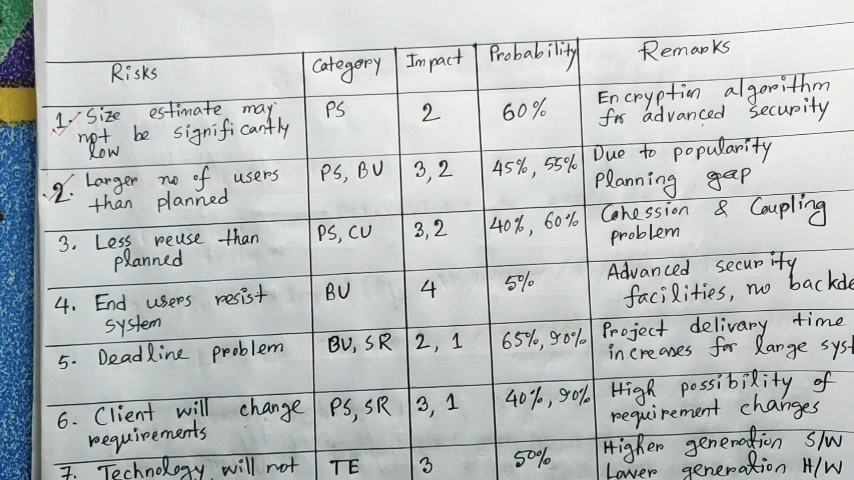 Risks Category Impact Probability Remarks
1. Size estimate may not be significantly low PS 2 60% Encryption algorithm for advanced security
2. Larger no of users than planned PS, BU 3, 2 45%, 55% Due to popularity Planning gap
3. Less reuse than planned PS, CU 3, 2 40%, 60% Cohession & Coupling problem
4. End users resist system BU 4 5% Advanced security facilities, no
5. Deadline problem BU, SR 2, 1 65%, 90% Project delivary time increases for large
6. Client will change requirements PS, SR 3, 1 40%, 90% High possibility of requirement changes
7. Technology will not TE 3 50% Higher generation S/W Lower generation H/W